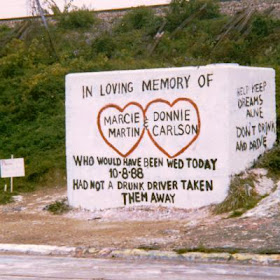 IN LOVING MEMORY OF
MARCIE
MARTIN
&
DONNIE
CARLSON
WHO WOULD HAVE BEEN WED TODAY
10-8-88
HAD NOT A DRUNK DRIVER TAKEN
THEM AWAY
HELP KEEP
DREAMS
ALIVE
DON'T DRINK
AND DRIVE